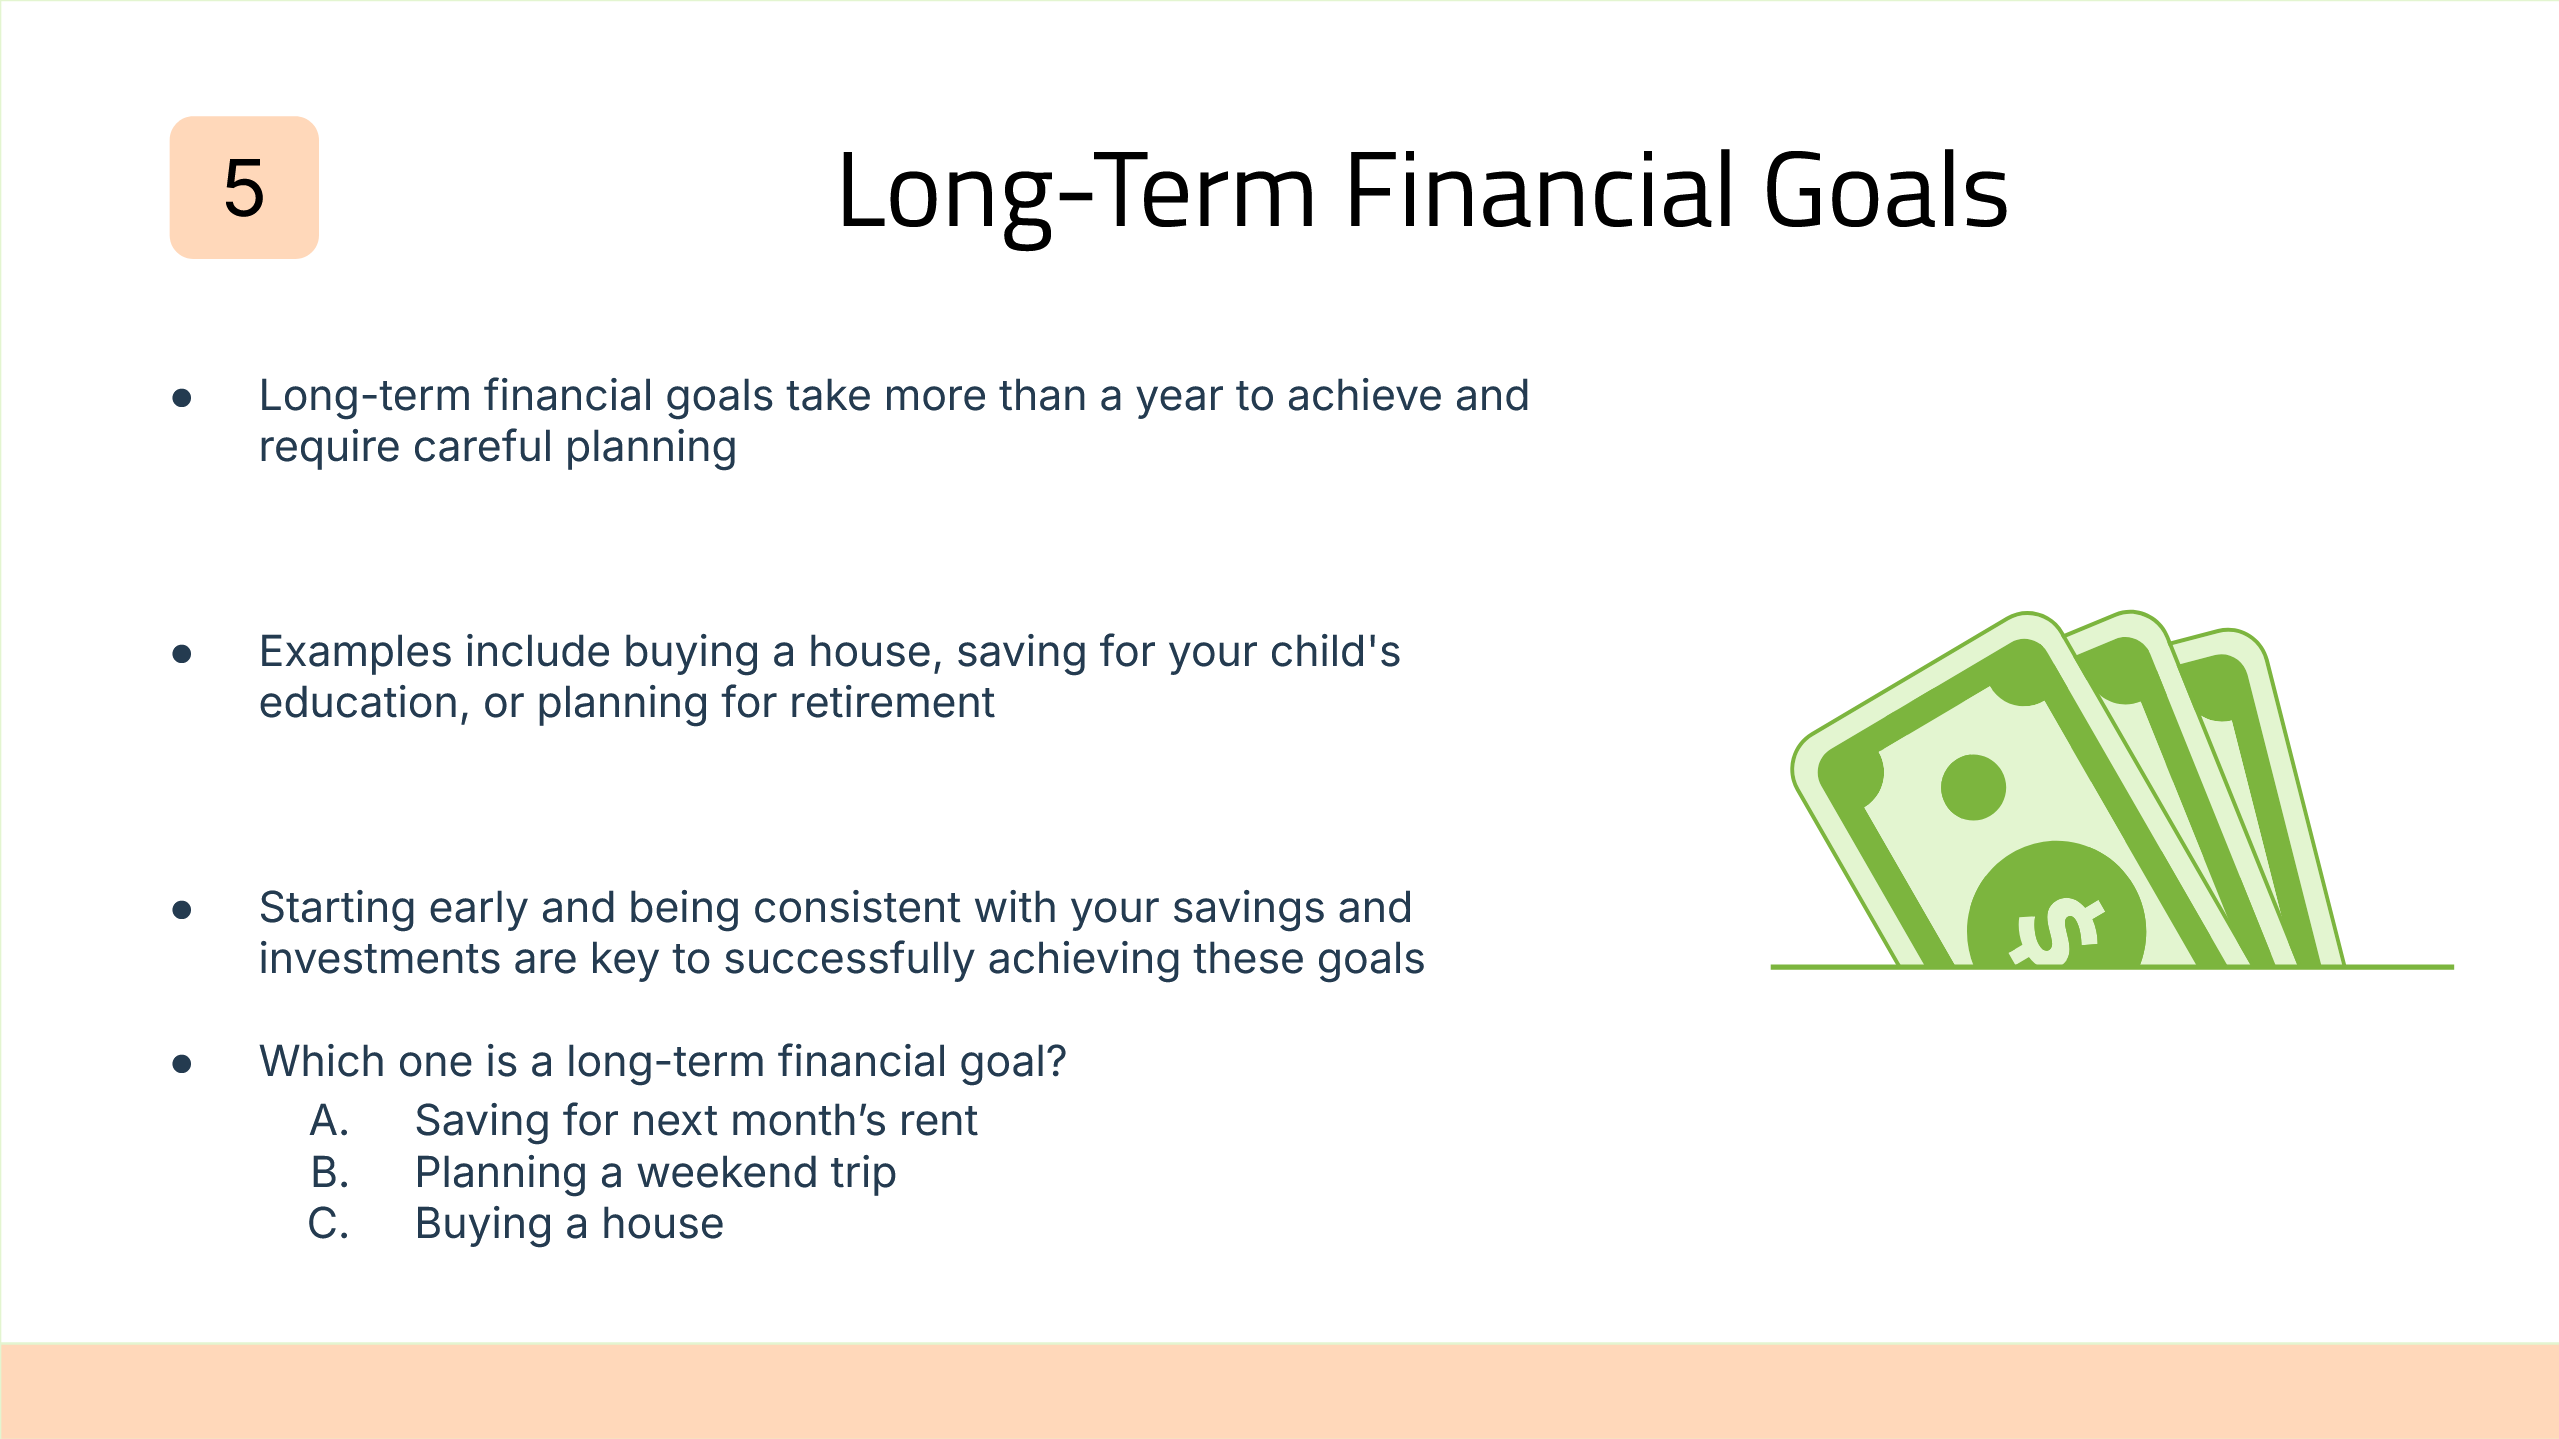 5
Long-Term Financial Goals
● Long-term financial goals take more than a year to achieve and
require careful planning
● Examples include buying a house, saving for your child's
education, or planning for retirement
● Starting early and being consistent with your savings and
investments are key to successfully achieving these goals
● Which one is a long-term financial goal?
A. Saving for next month’s rent
B. Planning a weekend trip
C. Buying a house
$